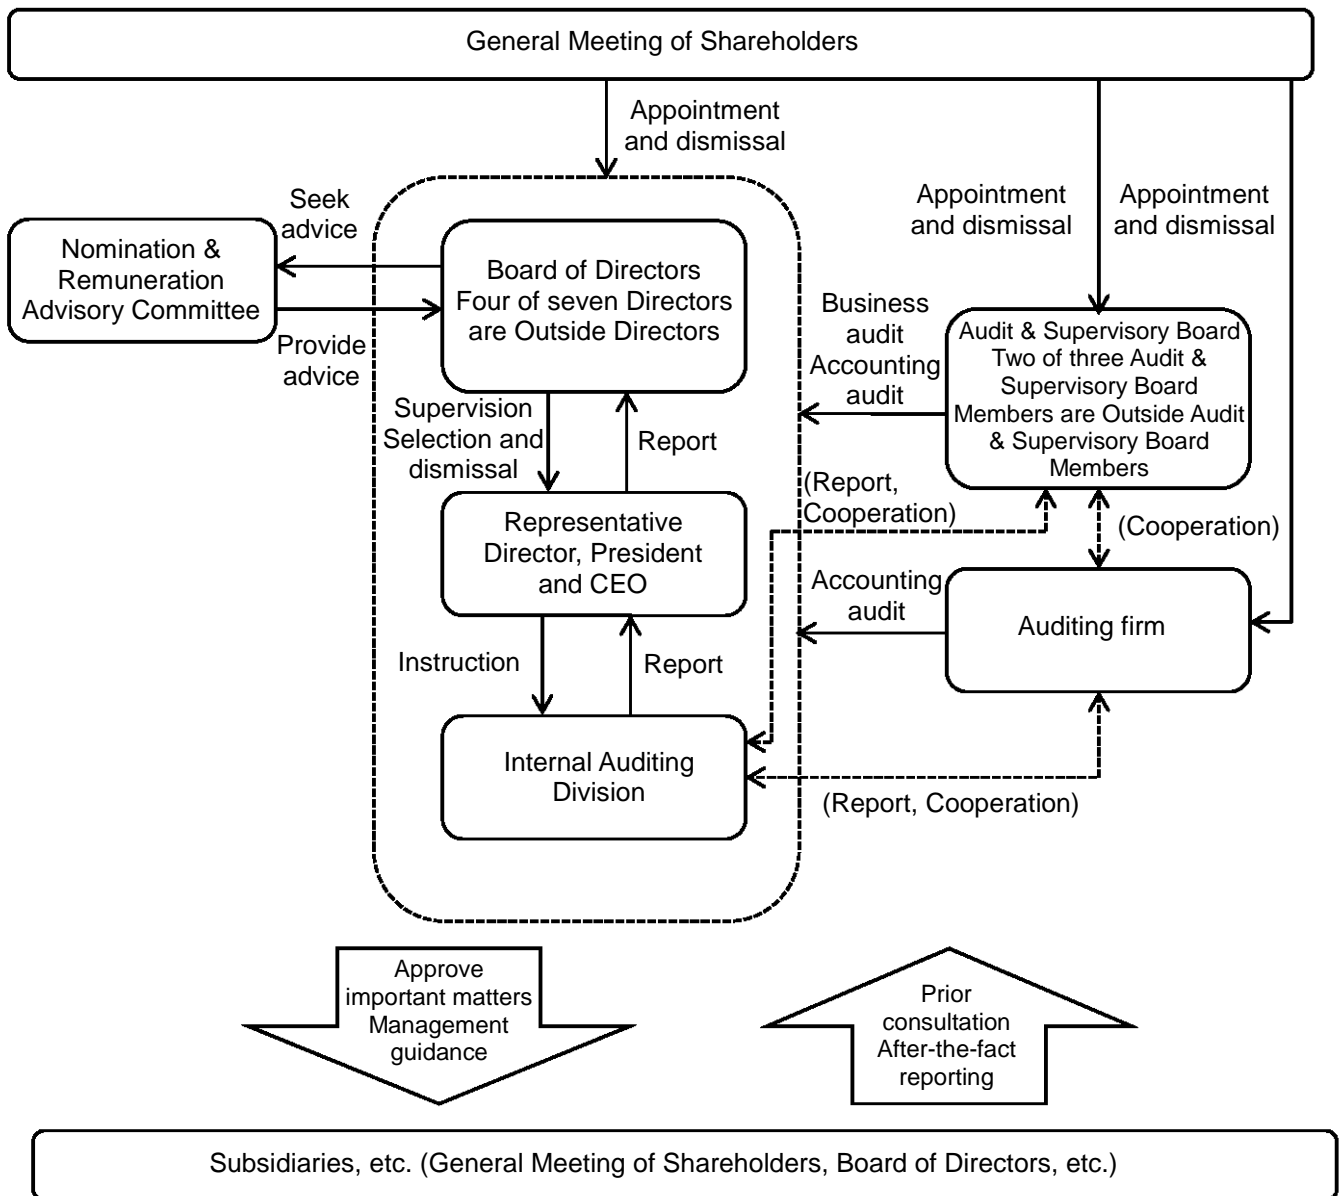 General Meeting of Shareholders
Appointment
and dismissal
Appointment
and dismissal
Appointment
and dismissal
Seek
advice
Nomination &
Remuneration
Advisory Committee
Provide
advice
Board of Directors
Four of seven Directors
are Outside Directors
Business
audit
Accounting
audit
Audit & Supervisory Board
Two of three Audit &
Supervisory Board
Members are Outside Audit
& Supervisory Board
Members
Supervision
Selection and
dismissal
Report
(Report,
Cooperation)
(Cooperation)
Representative
Director, President
and CEO
Accounting
audit
Auditing firm
Instruction
Report
Internal Auditing
Division
(Report, Cooperation)
Approve
important matters
Management
guidance
Prior
consultation
After-the-fact
reporting
Subsidiaries, etc. (General Meeting of Shareholders, Board of Directors, etc.)